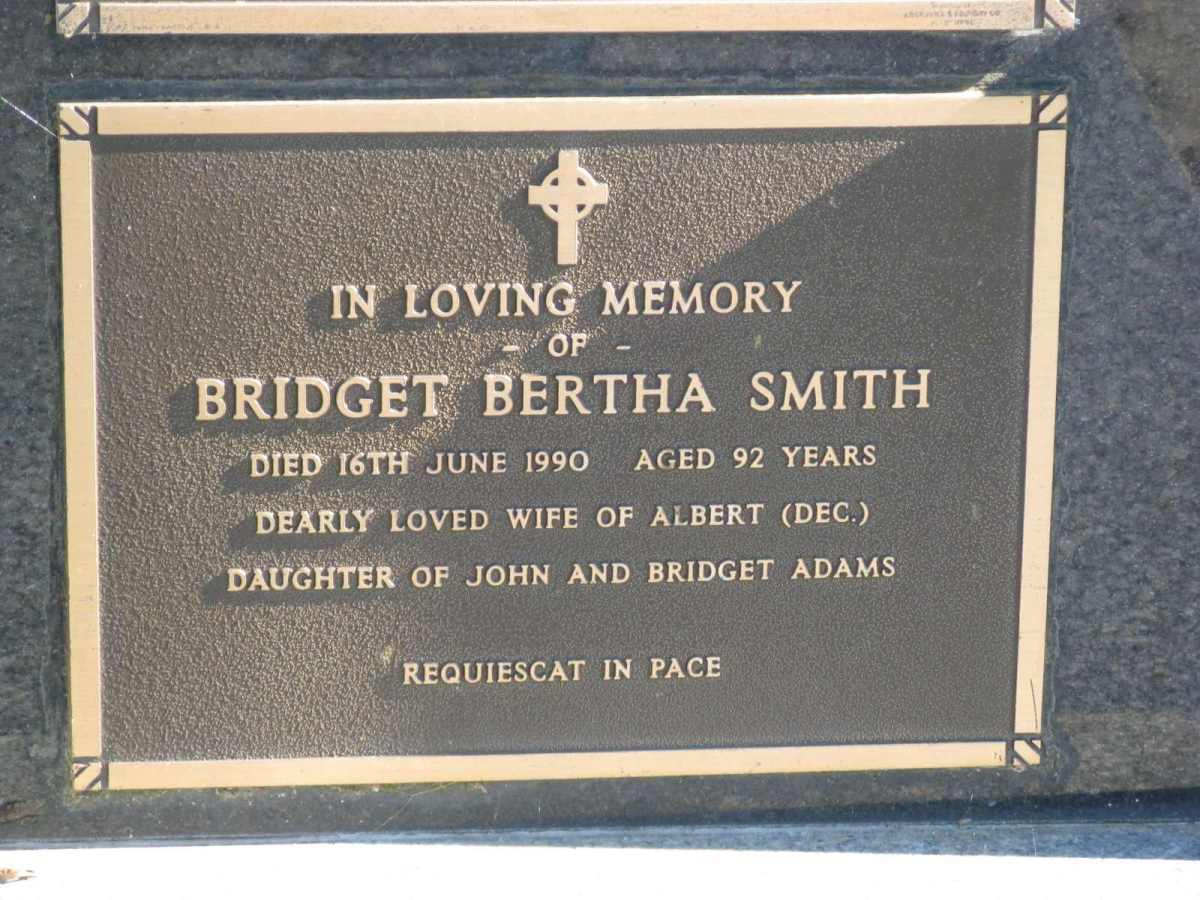 IN LOVING MEMORY
- OF -
BRIDGET BERTHA SMITH
DIED 16TH JUNE 1990 AGED 92 YEARS
DEARLY LOVED WIFE OF ALBERT (DEC.)
DAUGHTER OF JOHN AND BRIDGET ADAMS
REQUIESCAT IN PACE